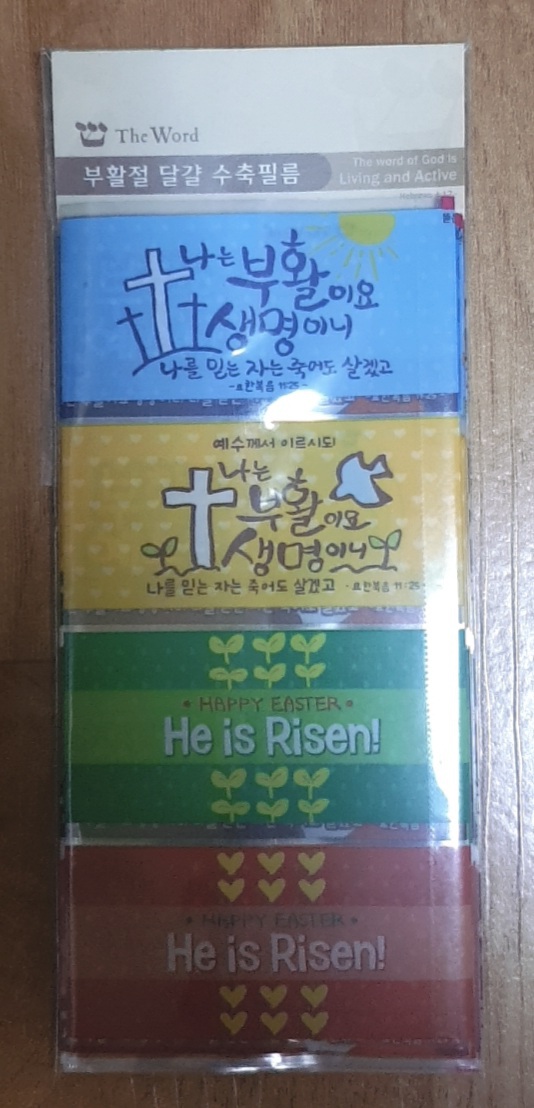 The Word
부활절 달걀 수축필름
The word of God is
Living and Active
나는 부활이요
생명이니
나를 믿는 자는 죽어도 살겠고
-요한복음 11:25-
예수께서 이르시되
나는
부활이요
생명이니
나를 믿는 자는 죽어도 살겠고 -요한복음 11:25-
• HAPPY EASTER •
He is Risen!
• HAPPY EASTER •
He is Risen!